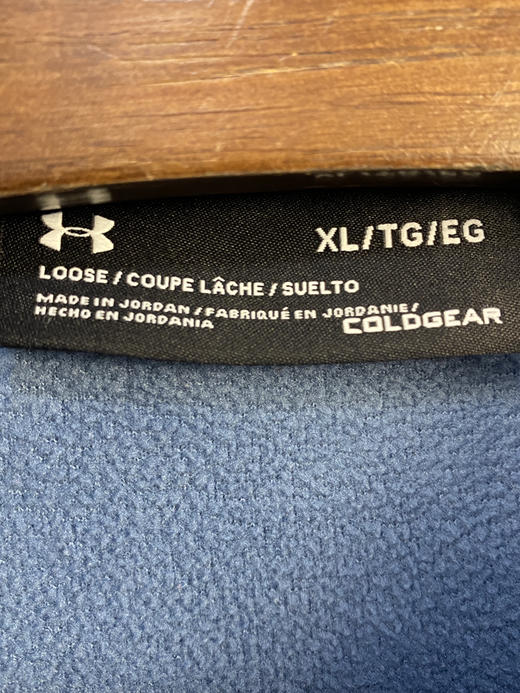 XL/TG/EG
LOOSE / COUPE LÂCHE / SUELTO
MADE IN JORDAN / FABRIQUÉ EN JORDANIE /
HECHO EN JORDANIA
COLDGEAR